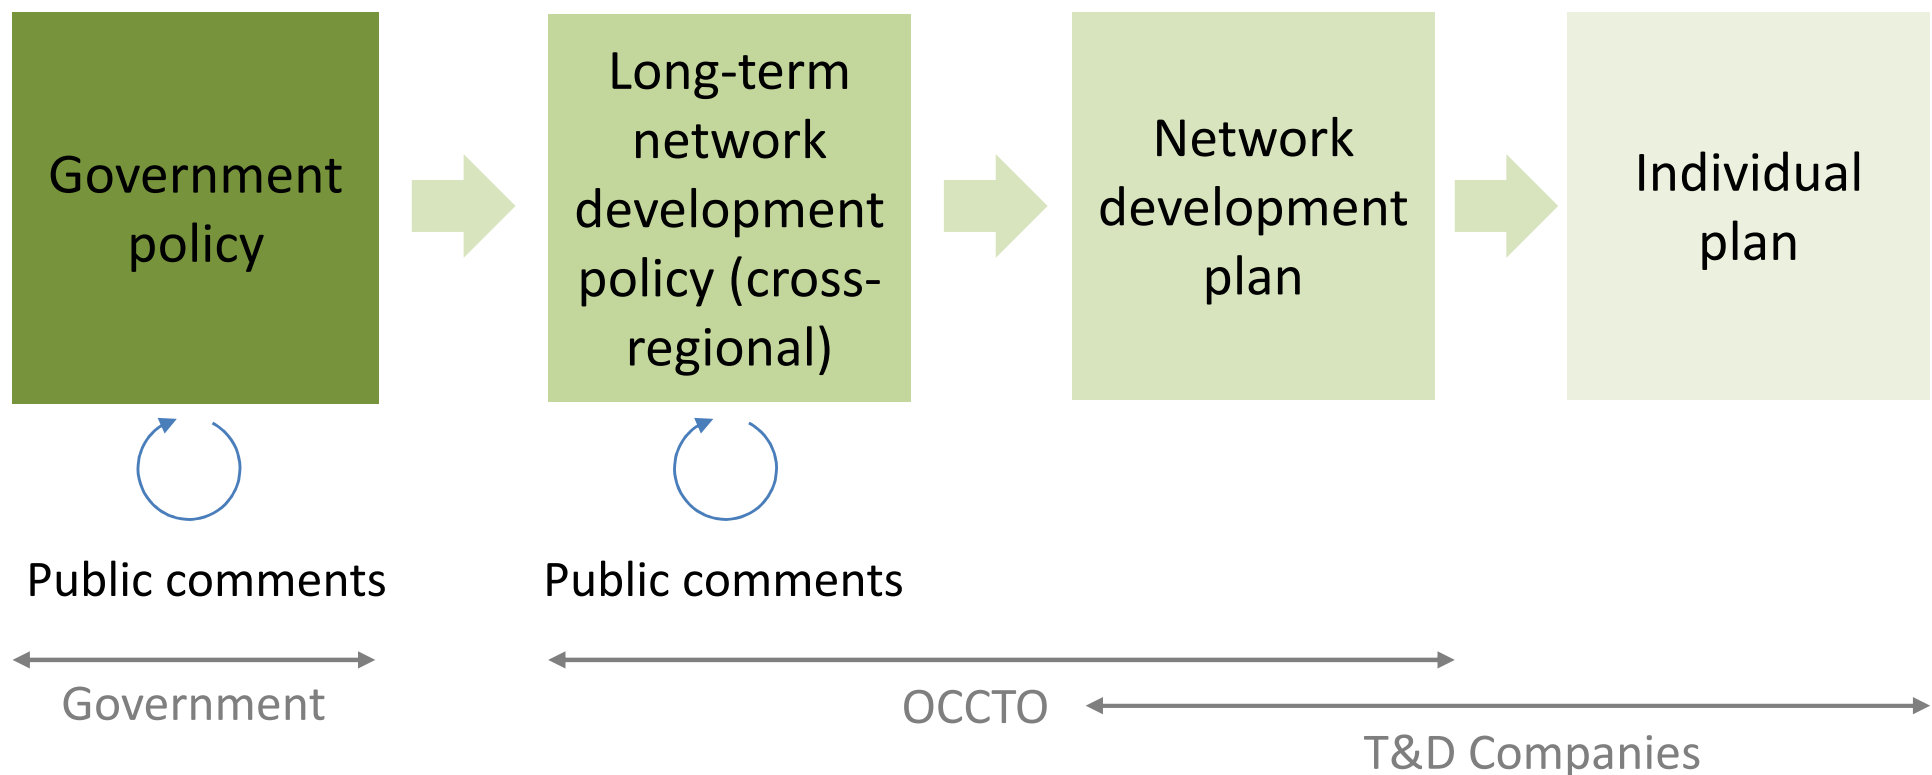 Government
policy
Long-term
network
development
policy (cross-
regional)
Network
development
plan
Individual
plan
Public comments
Public comments
Government
OCCTO
T&D Companies